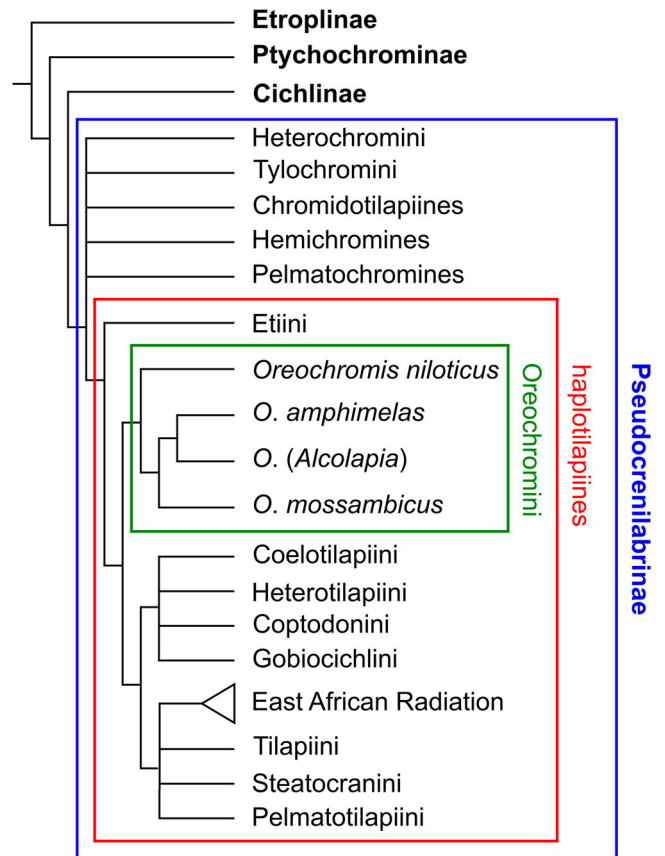 Etroplinae
Ptychochrominae
Cichlinae
Heterochromini
Tylochromini
Chromidotilapiines
Hemichromines
Pelmatochromines
Etiini
Oreochromis niloticus
O. amphimelas
O. (Alcolapia)
O. mossambicus
Coelotilapiini
Heterotilapiini
Coptodonini
Gobiocichlini
East African Radiation
Tilapiini
Steatocranini
Pelmatotilapiini
Oreochromini
haplotilapiines
Pseudocrenilabrinae